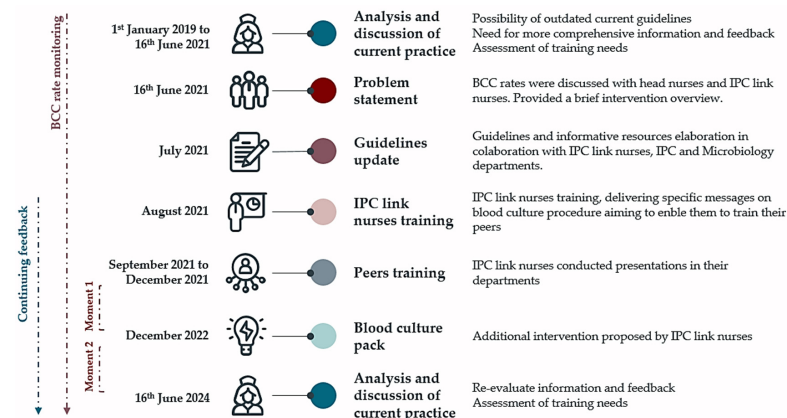 BCC rate monitoring
Continuing feedback
Moment 1
Moment 2
1st January 2019 to
16th June 2021
Analysis and
discussion of
current practice
Possibility of outdated current guidelines
Need for more comprehensive information and feedback
Assessment of training needs
16th June 2021
Problem
statement
BCC rates were discussed with head nurses and IPC link
nurses. Provided a brief intervention overview.
July 2021
Guidelines
update
Guidelines and informative resources elaboration in
colaboration with IPC link nurses, IPC and Microbiology
departments.
August 2021
IPC link
nurses training
IPC link nurses training, delivering specific messages on
blood culture procedure aiming to enble them to train their
peers
September 2021 to
December 2021
Peers training
IPC link nurses conducted presentations in their
departments
December 2022
Blood culture
pack
Additional intervention proposed by IPC link nurses
16th June 2024
Analysis and
discussion of
current practice
Re-evaluate information and feedback
Assessment of training needs